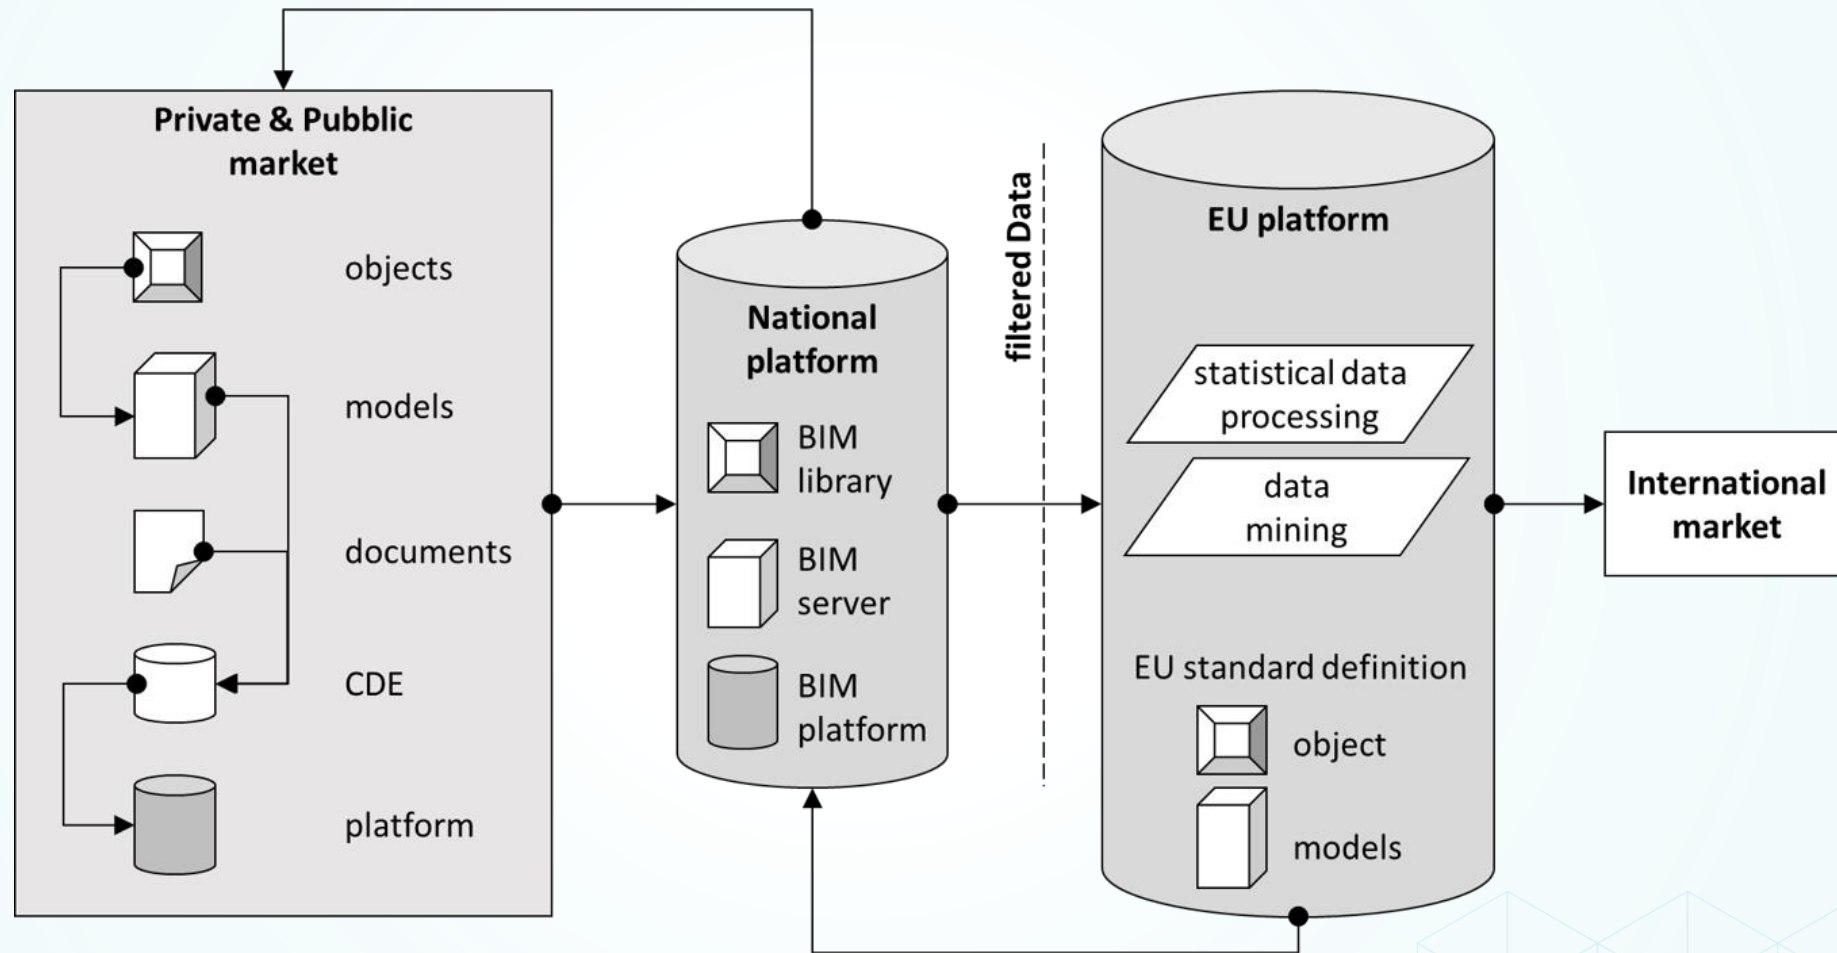 Private & Pubblic
market
objects
models
documents
CDE
platform
National
platform
BIM
library
BIM
server
BIM
platform
filtered Data
EU platform
statistical data
processing
data
mining
EU standard definition
object
models
International
market